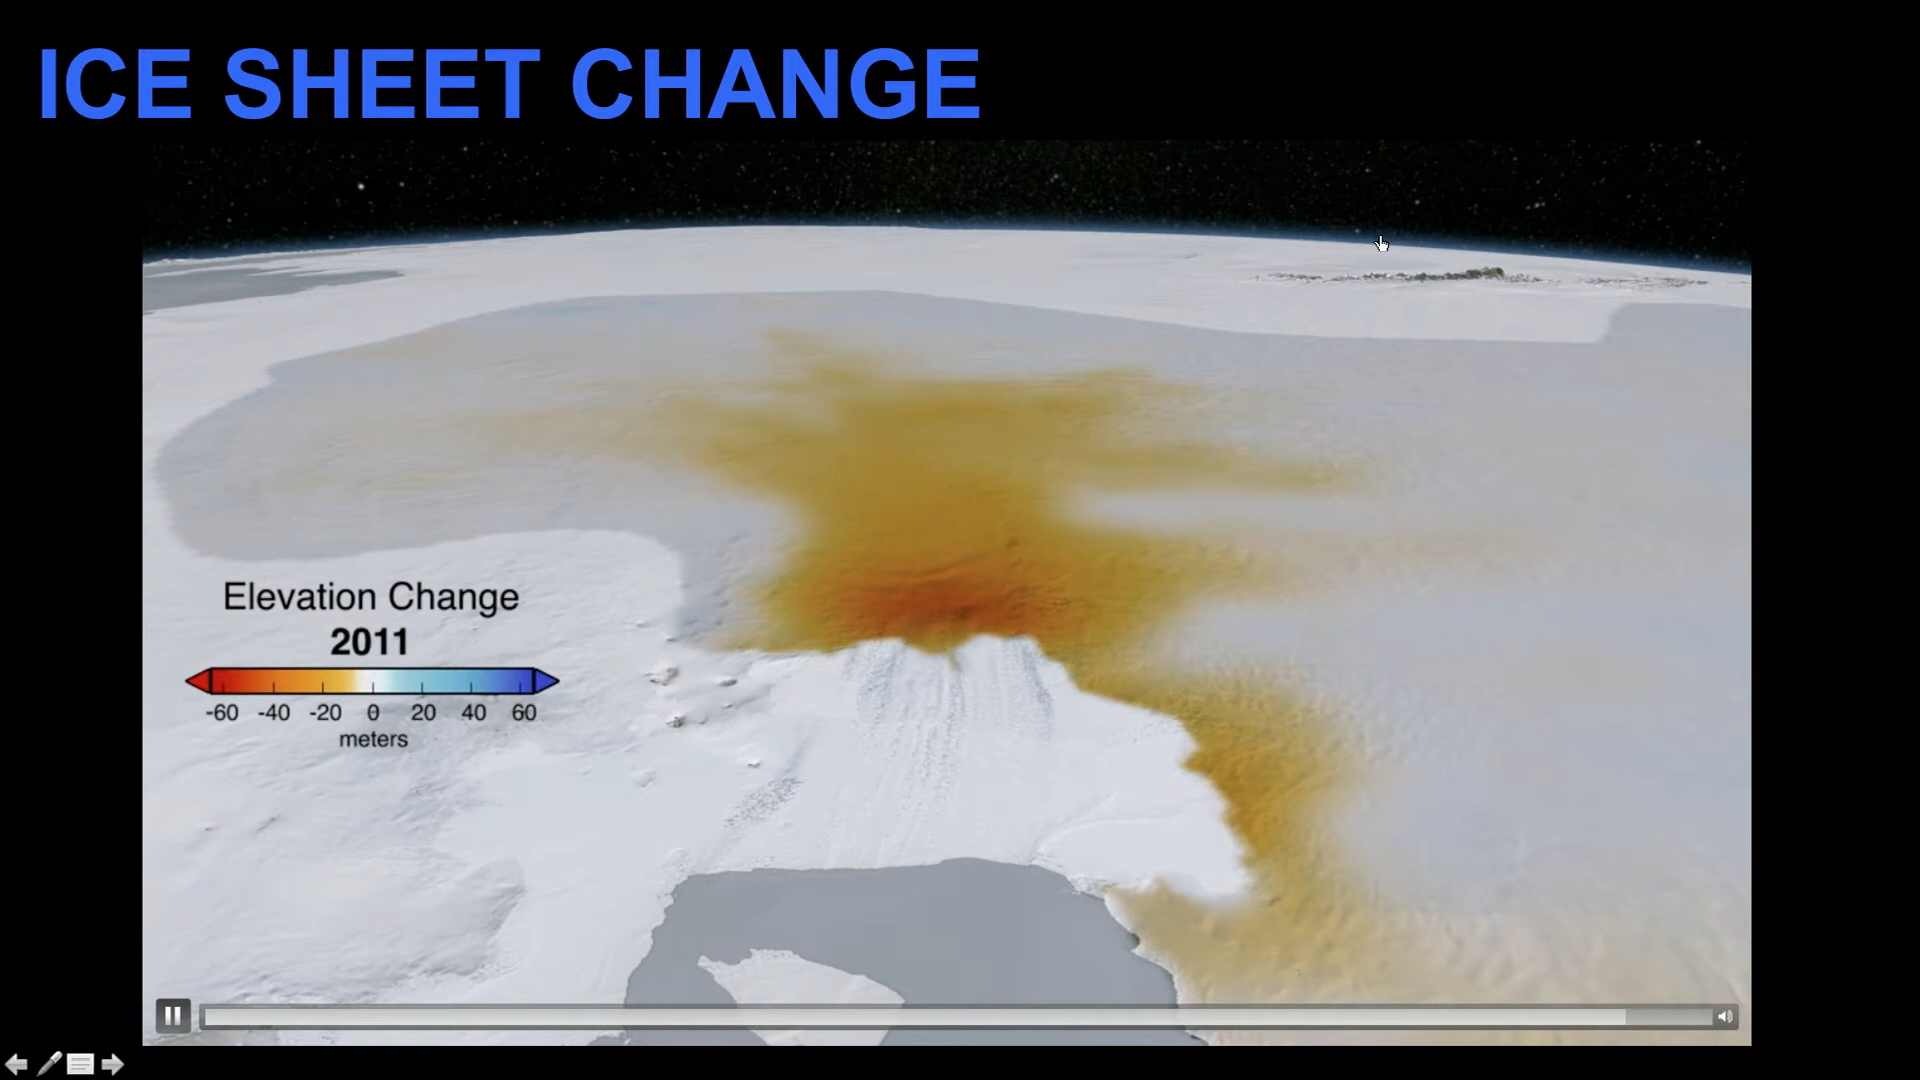 ICE SHEET CHANGE
Elevation Change
2011
-60 -40 -20 0 20 40 60
meters